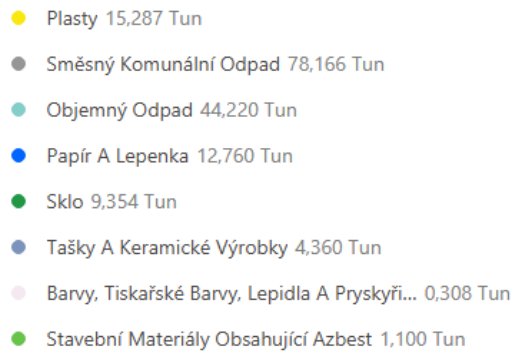 Plasty 15,287 Tun
Směsný Komunální Odpad 78,166 Tun
Objemný Odpad 44,220 Tun
Papír A Lepenka 12,760 Tun
Sklo 9,354 Tun
Tašky A Keramické Výrobky 4,360 Tun
Barvy, Tiskařské Barvy, Lepidla A Pryskyři... 0,308 Tun
Stavební Materiály Obsahující Azbest 1,100 Tun